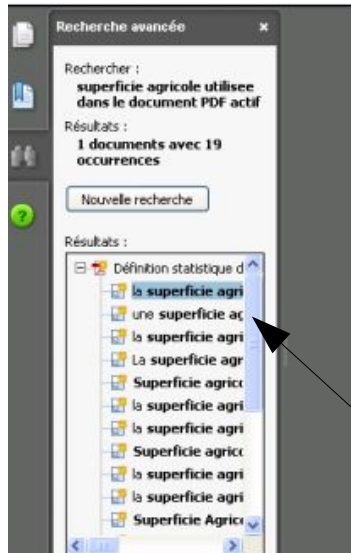 Recherche avancée
Rechercher :
superficie agricole utilisee
dans le document PDF actif
Résultats :
1 documents avec 19
occurrences
Nouvelle recherche
Résultats :
Définition statistique d
la superficie agri
une superficie aç
la superficie agri
La superficie agr
Superficie agricc
la superficie agri
la superficie agri
Superficie agricc
la superficie agri
la superficie agri
Superficie Agrice